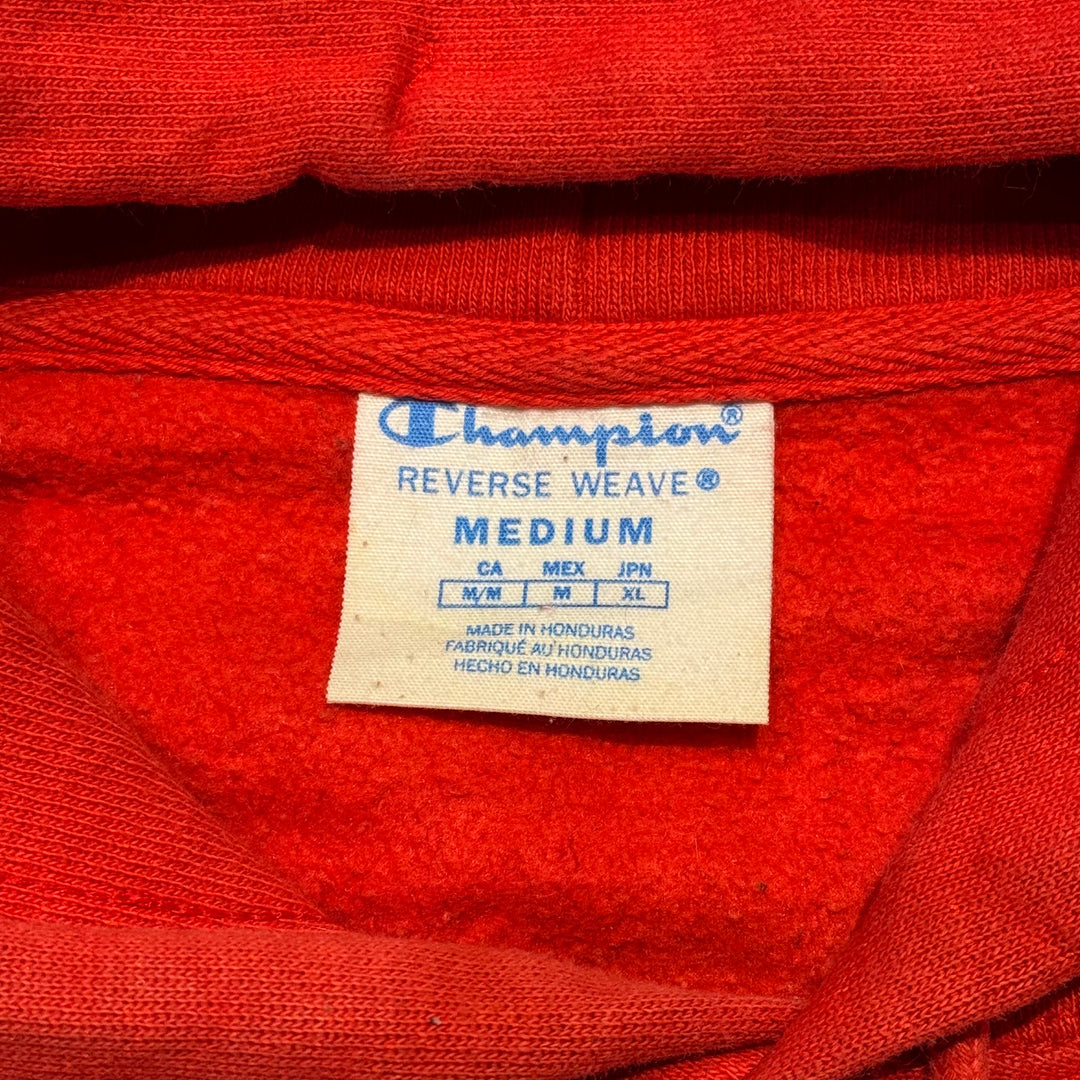 Champion®
REVERSE WEAVE®
MEDIUM
CA MEX JPN
M/M M XL
MADE IN HONDURAS
FABRIQUÉ AU HONDURAS
HECHO EN HONDURAS